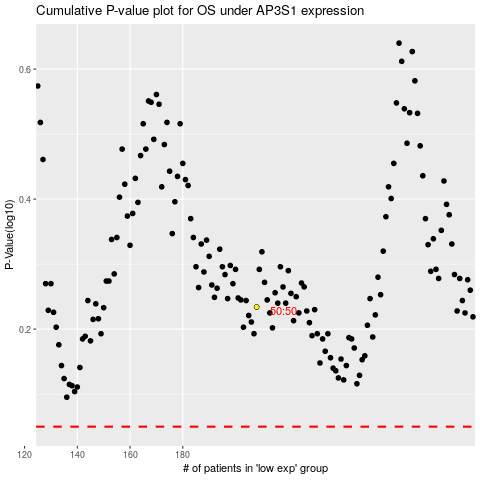 Cumulative P-value plot for OS under AP3S1 expression
P-Value(log10)
0.6
0.4
0.2
50:50
120 140 160 180
# of patients in 'low exp' group